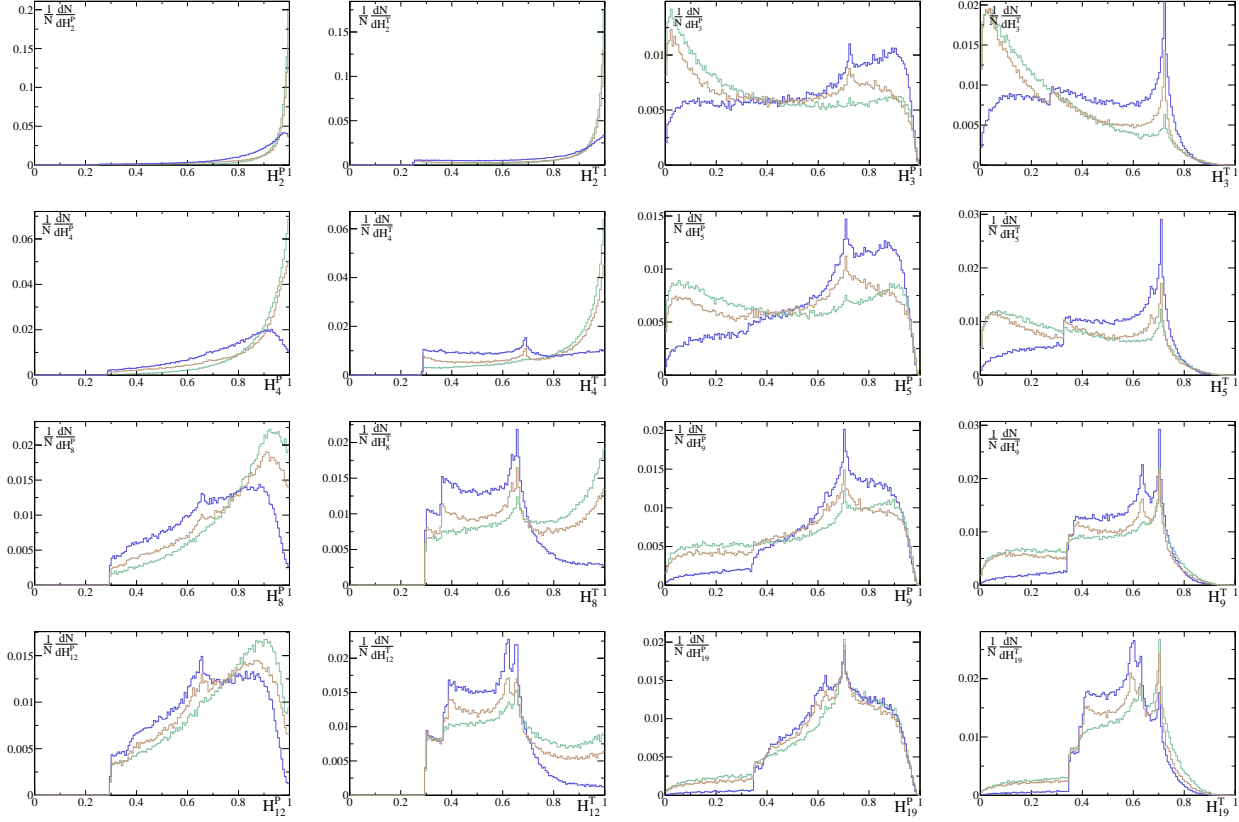 1/N dN/dH_2^P
0.2
0.15
0.1
0.05
0
0 0.2 0.4 0.6 0.8 1
H_2^P
1/N dN/dH_2^T
0.15
0.1
0.05
0
0 0.2 0.4 0.6 0.8 1
H_2^T
1/N dN/dH_3^P
0.01
0.005
0
0 0.2 0.4 0.6 0.8 1
H_3^P
1/N dN/dH_3^T
0.02
0.015
0.01
0.005
0
0 0.2 0.4 0.6 0.8 1
H_3^T
1/N dN/dH_4^P
0.06
0.04
0.02
0
0 0.2 0.4 0.6 0.8 1
H_4^P
1/N dN/dH_4^T
0.06
0.04
0.02
0
0 0.2 0.4 0.6 0.8 1
H_4^T
1/N dN/dH_5^P
0.015
0.01
0.005
0
0 0.2 0.4 0.6 0.8 1
H_5^P
1/N dN/dH_5^T
0.03
0.02
0.01
0
0 0.2 0.4 0.6 0.8 1
H_5^T
1/N dN/dH_8^P
0.02
0.015
0.01
0.005
0
0 0.2 0.4 0.6 0.8 1
H_8^P
1/N dN/dH_8^T
0.02
0.015
0.01
0.005
0
0 0.2 0.4 0.6 0.8 1
H_8^T
1/N dN/dH_9^P
0.02
0.015
0.01
0.005
0
0 0.2 0.4 0.6 0.8 1
H_9^P
1/N dN/dH_9^T
0.03
0.02
0.01
0
0 0.2 0.4 0.6 0.8 1
H_9^T
1/N dN/dH_12^P
0.015
0.01
0.005
0
0 0.2 0.4 0.6 0.8 1
H_12^P
1/N dN/dH_12^T
0.02
0.015
0.01
0.005
0
0 0.2 0.4 0.6 0.8 1
H_12^T
1/N dN/dH_19^P
0.02
0.015
0.01
0.005
0
0 0.2 0.4 0.6 0.8 1
H_19^P
1/N dN/dH_19^T
0.02
0.01
0
0 0.2 0.4 0.6 0.8 1
H_19^T